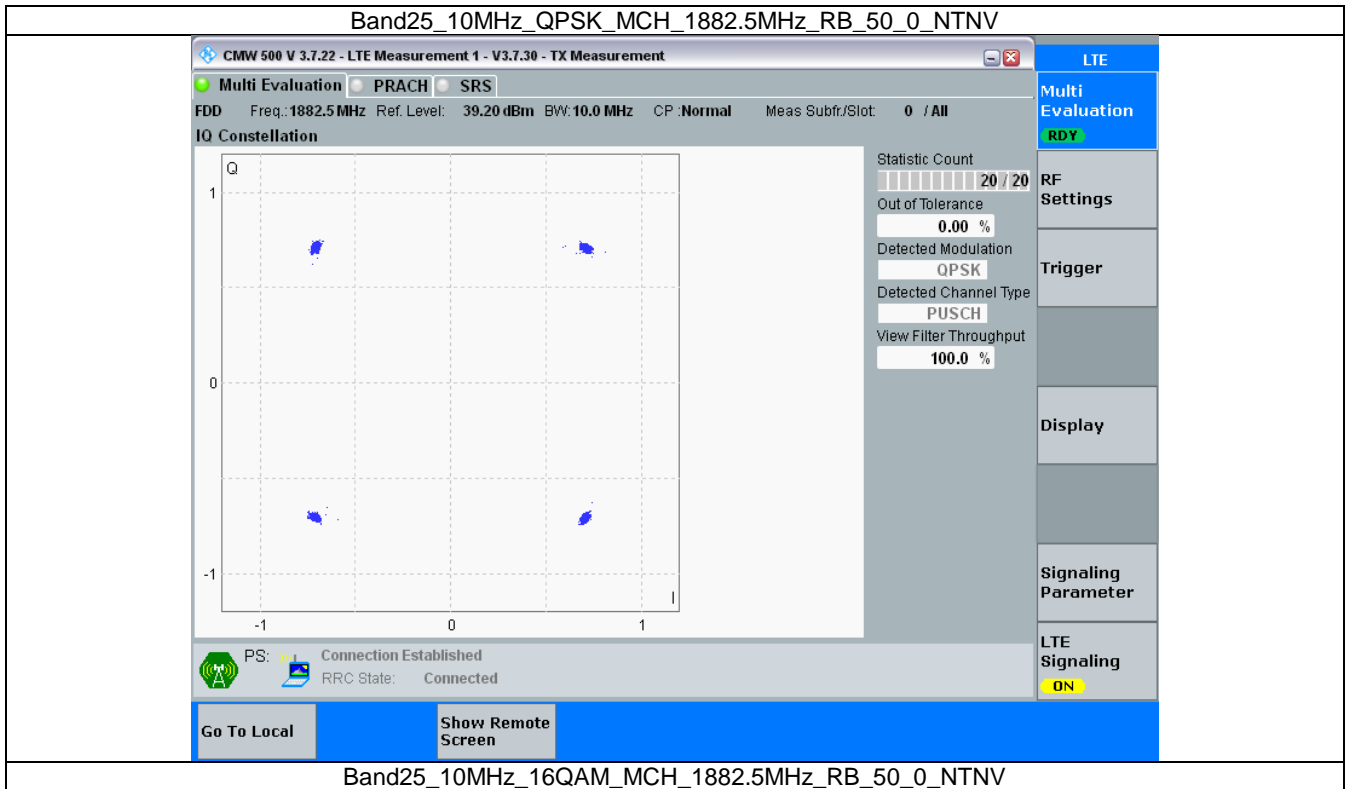 Band25_10MHz_QPSK_MCH_1882.5MHz_RB_50_0_NTNV
CMW 500 V 3.7.22 - LTE Measurement 1 - V3.7.30 - TX Measurement
LTE
Multi Evaluation PRACH SRS
Multi
Evaluation
RDY
FDD Freq.: 1882.5 MHz Ref. Level: 39.20 dBm BW: 10.0 MHz CP :Normal Meas Subfr./Slot: 0 / All
IQ Constellation
Q
1
0
-1
I
-1 0 1
Statistic Count
20 / 20
Out of Tolerance
0.00 %
Detected Modulation
QPSK
Detected Channel Type
PUSCH
View Filter Throughput
100.0 %
RF
Settings
Trigger
Display
Signaling
Parameter
LTE
Signaling
ON
PS: Connection Established
RRC State: Connected
Go To Local
Show Remote
Screen
Band25_10MHz_16QAM_MCH_1882.5MHz_RB_50_0_NTNV